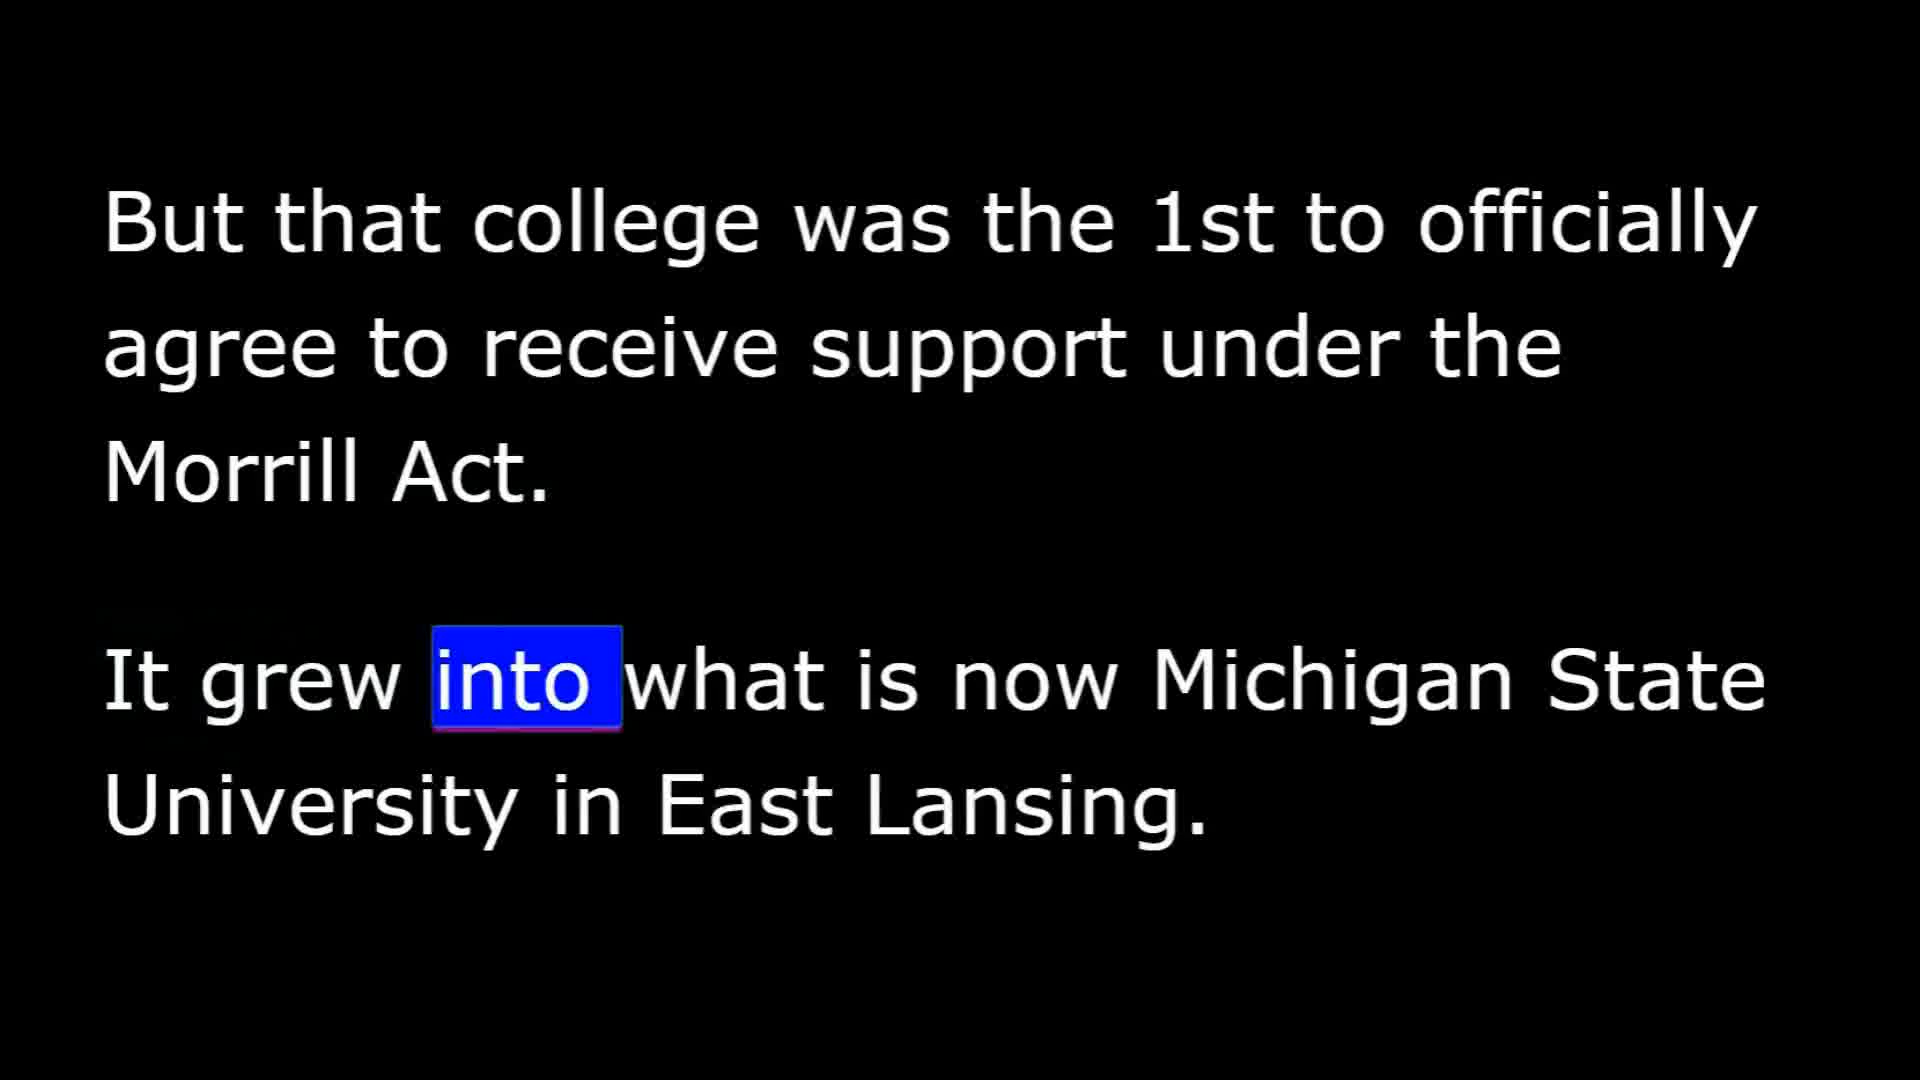 But that college was the 1st to officially
agree to receive support under the
Morrill Act.
It grew into what is now Michigan State
University in East Lansing.